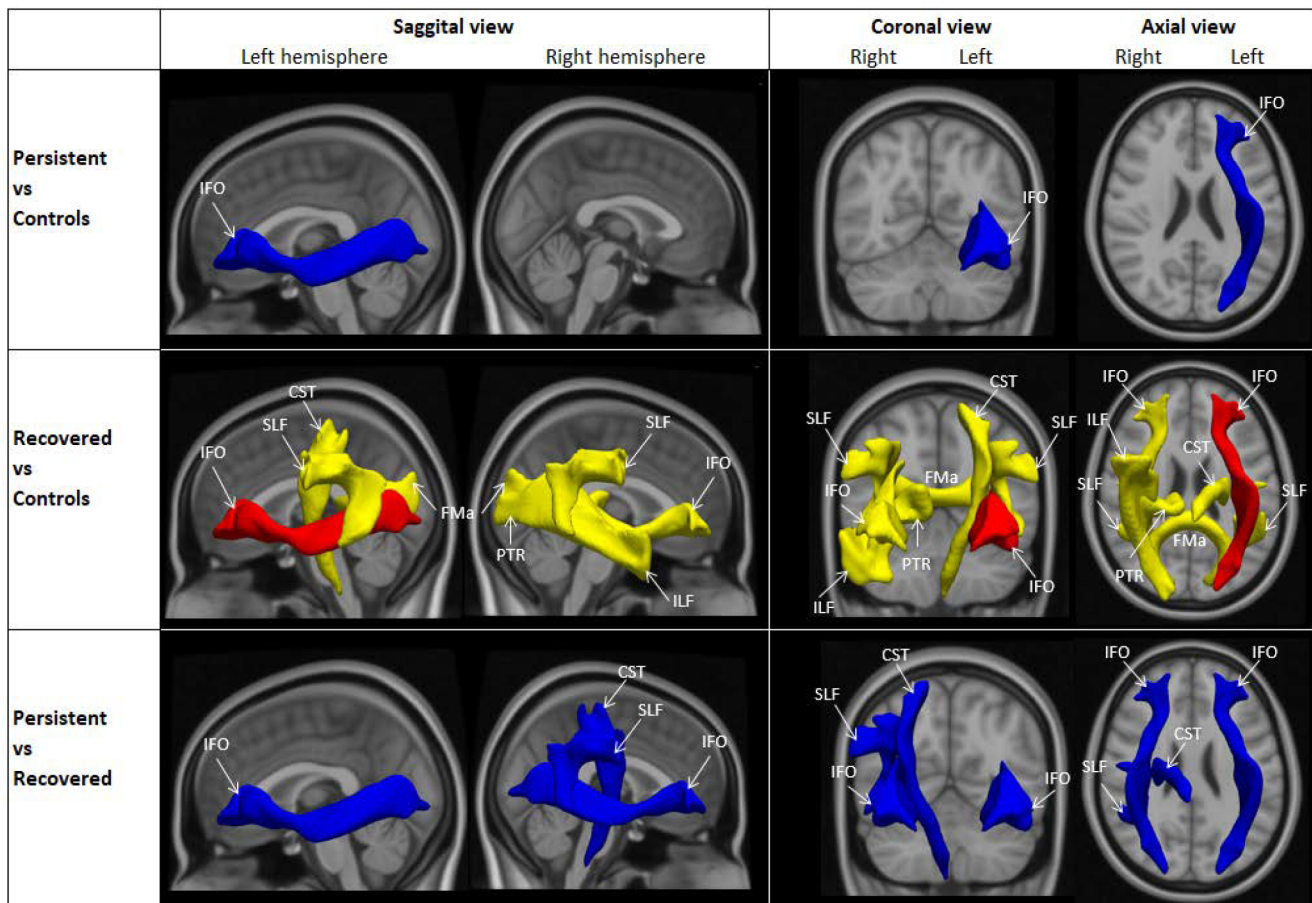 Saggital view
Coronal view
Axial view
Left hemisphere
Right hemisphere
Right
Left
Right
Left
Persistent
vs
Controls
IFO
IFO
IFO
Recovered
vs
Controls
CST
SLF
IFO
FMa
SLF
IFO
PTR
ILF
CST
SLF
SLF
FMa
IFO
PTR
ILF
IFO
IFO
IFO
ILF
CST
SLF
SLF
FMa
PTR
Persistent
vs
Recovered
IFO
CST
SLF
IFO
CST
SLF
IFO
IFO
IFO
IFO
CST
SLF